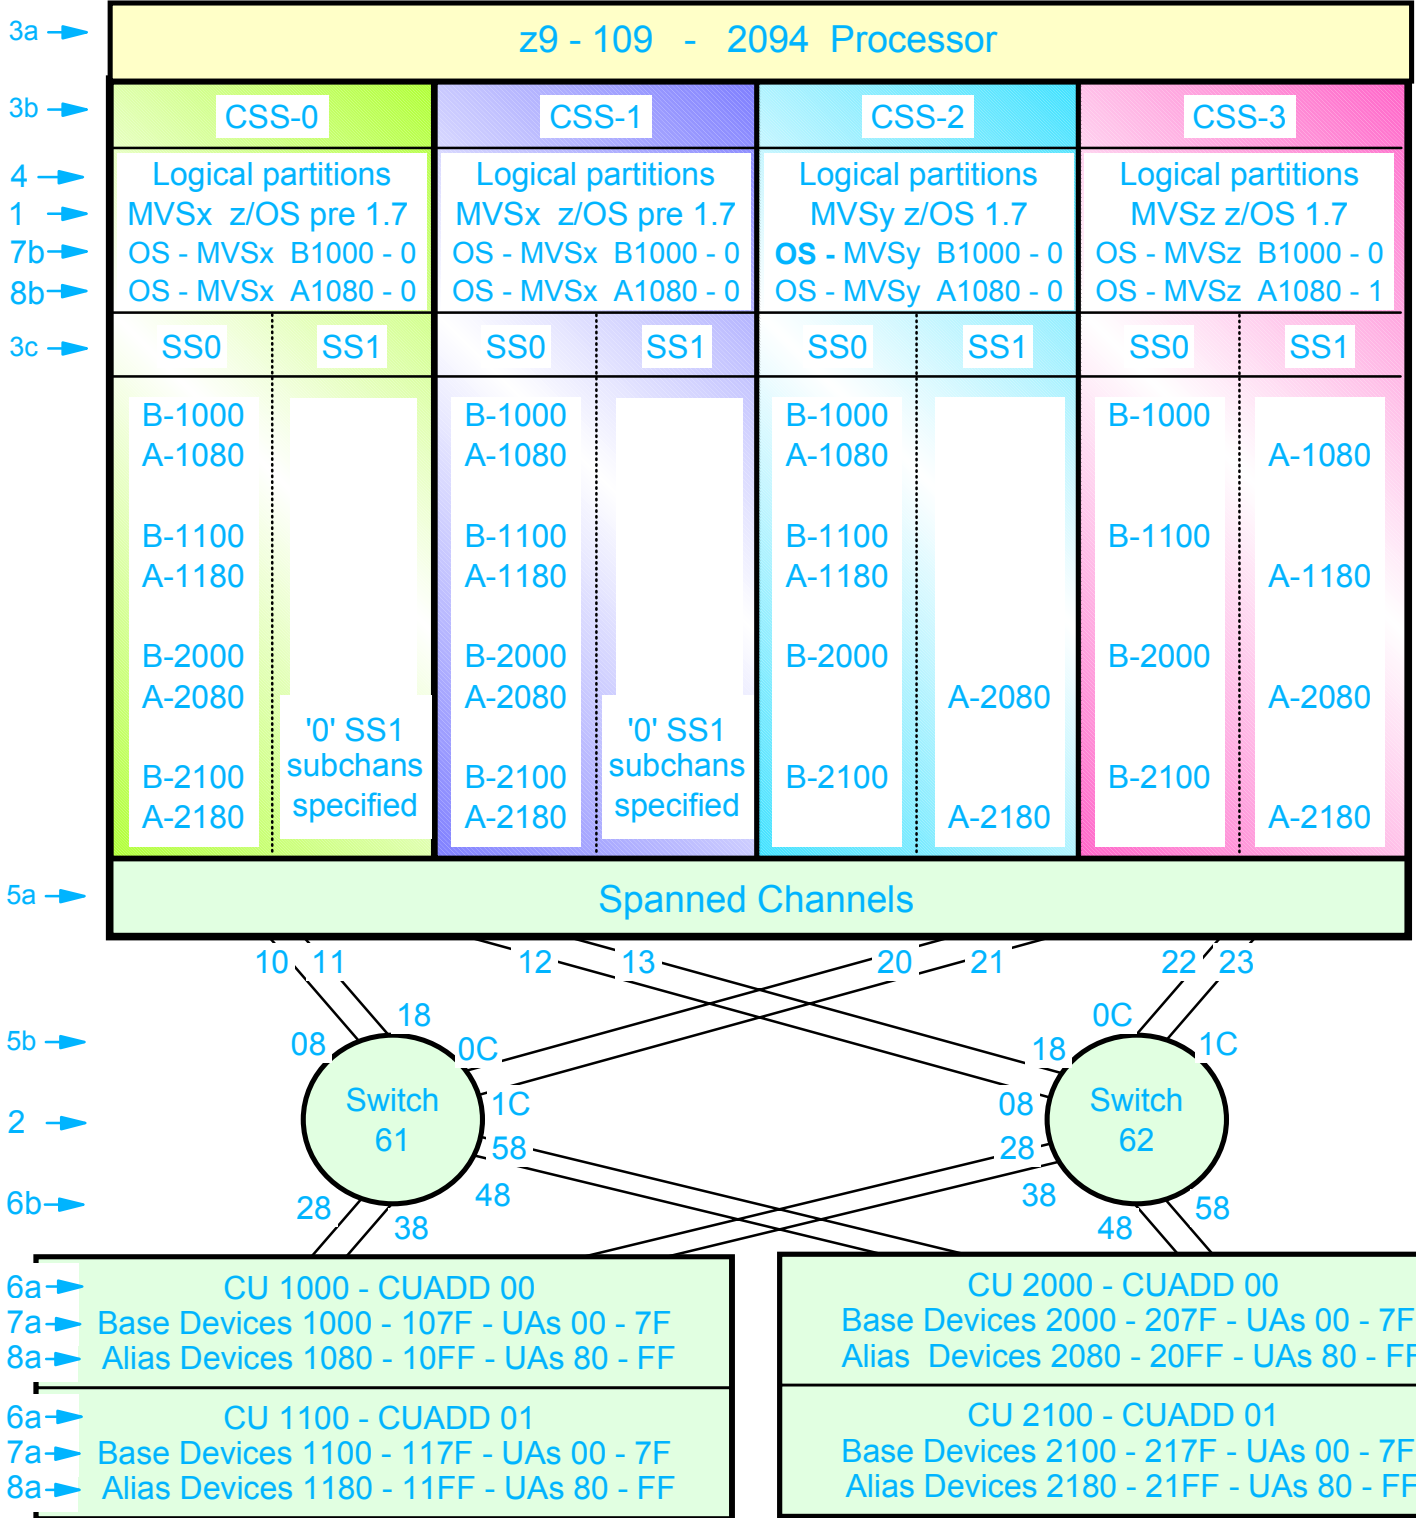 3a
z9 - 109 - 2094 Processor
3b
CSS-0 CSS-1 CSS-2 CSS-3
4
Logical partitions Logical partitions Logical partitions Logical partitions
1
MVSx z/OS pre 1.7 MVSx z/OS pre 1.7 MVSy z/OS 1.7 MVSz z/OS 1.7
7b
OS - MVSx B1000 - 0 OS - MVSx B1000 - 0 OS - MVSy B1000 - 0 OS - MVSz B1000 - 0
8b
OS - MVSx A1080 - 0 OS - MVSx A1080 - 0 OS - MVSy A1080 - 0 OS - MVSz A1080 - 1
3c
SS0 SS1 SS0 SS1 SS0 SS1 SS0 SS1
B-1000 B-1000 B-1000 B-1000
A-1080 A-1080 A-1080 A-1080
B-1100 B-1100 B-1100 B-1100
A-1180 A-1180 A-1180 A-1180
B-2000 B-2000 B-2000 B-2000
A-2080 A-2080 A-2080 A-2080
'0' SS1 '0' SS1
subchans subchans
B-2100 B-2100 B-2100 B-2100
specified specified
A-2180 A-2180 A-2180 A-2180
5a
Spanned Channels
10 11 12 13 20 21 22 23
18 0C
5b
08 0C 18 1C
Switch 1C 08 Switch
2
61 62
58 28
6b
28 48 38 58
38 48
6a
CU 1000 - CUADD 00
7a
Base Devices 1000 - 107F - UAs 00 - 7F
8a
Alias Devices 1080 - 10FF - UAs 80 - FF
6a
CU 1100 - CUADD 01
7a
Base Devices 1100 - 117F - UAs 00 - 7F
8a
Alias Devices 1180 - 11FF - UAs 80 - FF
CU 2000 - CUADD 00
Base Devices 2000 - 207F - UAs 00 - 7F
Alias Devices 2080 - 20FF - UAs 80 - FF
CU 2100 - CUADD 01
Base Devices 2100 - 217F - UAs 00 - 7F
Alias Devices 2180 - 21FF - UAs 80 - FF